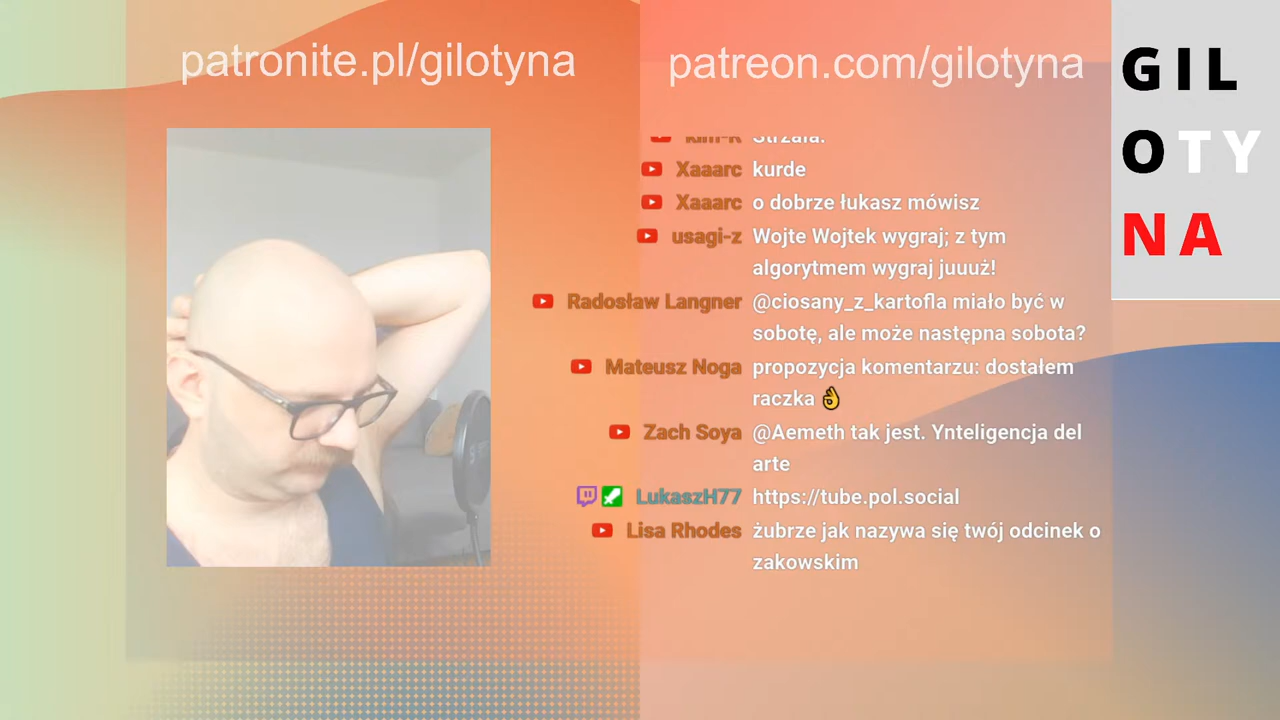 patronite.pl/gilotyna
patreon.com/gilotyna
GIL
OTY
NA
Xaaarc kurde
Xaaarc o dobrze łukasz mówisz
usagi-z Wojte Wojtek wygraj; z tym
algorytmem wygraj juuuż!
Radosław Langner @ciosany_z_kartofla miało być w
sobotę, ale może następna sobota?
Mateusz Noga propozycja komentarzu: dostałem
raczka 👌
Zach Soya @Aemeth tak jest. Ynteligencja del
arte
LukaszH77 https://tube.pol.social
Lisa Rhodes żubrze jak nazywa się twój odcinek o
zakowskim